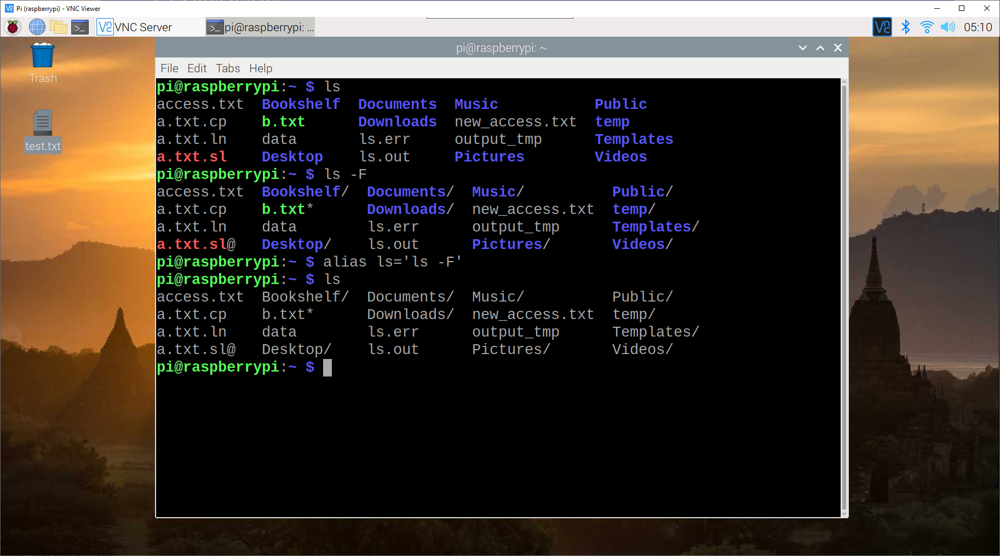 Pi (raspberrypi) - VNC Viewer
VNC Server
pi@raspberrypi: ...
05:10
Trash
test.txt
pi@raspberrypi: ~
File Edit Tabs Help
pi@raspberrypi:~ $ ls
access.txt  Bookshelf  Documents  Music           Public
a.txt.cp    b.txt      Downloads  new_access.txt  temp
a.txt.ln    data       ls.err     output_tmp      Templates
a.txt.sl    Desktop    ls.out     Pictures        Videos
pi@raspberrypi:~ $ ls -F
access.txt  Bookshelf/  Documents/  Music/          Public/
a.txt.cp    b.txt*      Downloads/  new_access.txt  temp/
a.txt.ln    data        ls.err      output_tmp      Templates/
a.txt.sl@   Desktop/    ls.out      Pictures/       Videos/
pi@raspberrypi:~ $ alias ls='ls -F'
pi@raspberrypi:~ $ ls
access.txt  Bookshelf/  Documents/  Music/          Public/
a.txt.cp    b.txt*      Downloads/  new_access.txt  temp/
a.txt.ln    data        ls.err      output_tmp      Templates/
a.txt.sl@   Desktop/    ls.out      Pictures/       Videos/
pi@raspberrypi:~ $